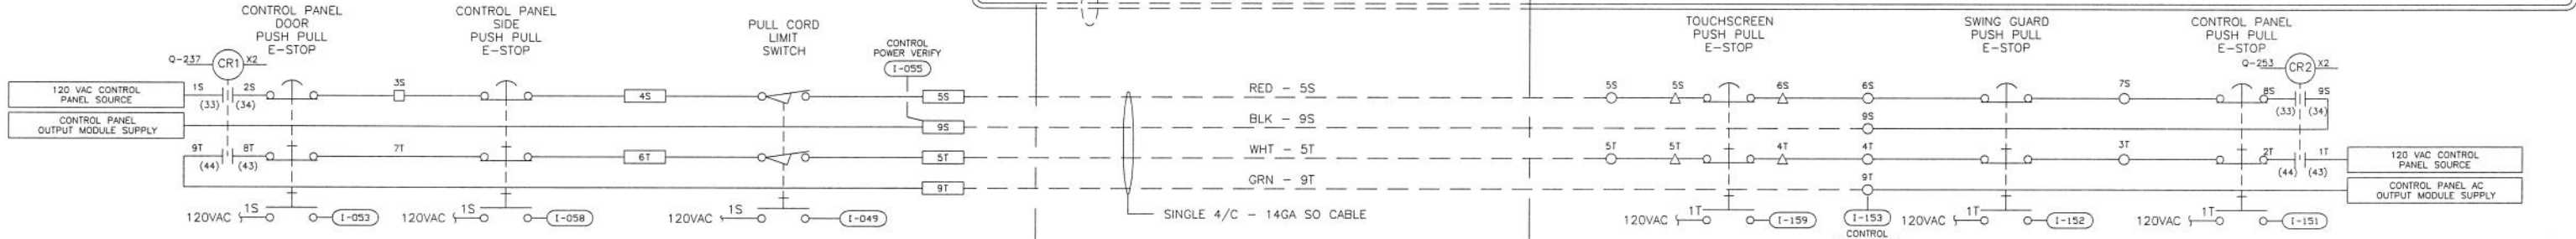 CONTROL PANEL
DOOR
PUSH PULL
E-STOP
CONTROL PANEL
SIDE
PUSH PULL
E-STOP
PULL CORD
LIMIT
SWITCH
CONTROL
POWER VERIFY
I-055
TOUCHSCREEN
PUSH PULL
E-STOP
SWING GUARD
PUSH PULL
E-STOP
CONTROL PANEL
PUSH PULL
E-STOP
Q-237 CR1 X2
Q-253 CR2 X2
120 VAC CONTROL
PANEL SOURCE
1S 2S 3S 4S 5S
(33) (34)
RED - 5S
5S 5S 6S 6S 7S 8S 9S
(33) (34)
CONTROL PANEL
OUTPUT MODULE SUPPLY
9S
BLK - 9S
9S
9T 8T 7T 6T 5T
(44) (43)
WHT - 5T
5T 5T 4T 4T 3T 2T 1T
(44) (43)
120 VAC CONTROL
PANEL SOURCE
9T
GRN - 9T
9T
CONTROL PANEL AC
OUTPUT MODULE SUPPLY
120VAC 1S I-053
120VAC 1S I-058
120VAC 1S I-049
SINGLE 4/C - 14GA SO CABLE
120VAC 1T I-159
I-153
CONTROL
120VAC 1T I-152
120VAC 1T I-151